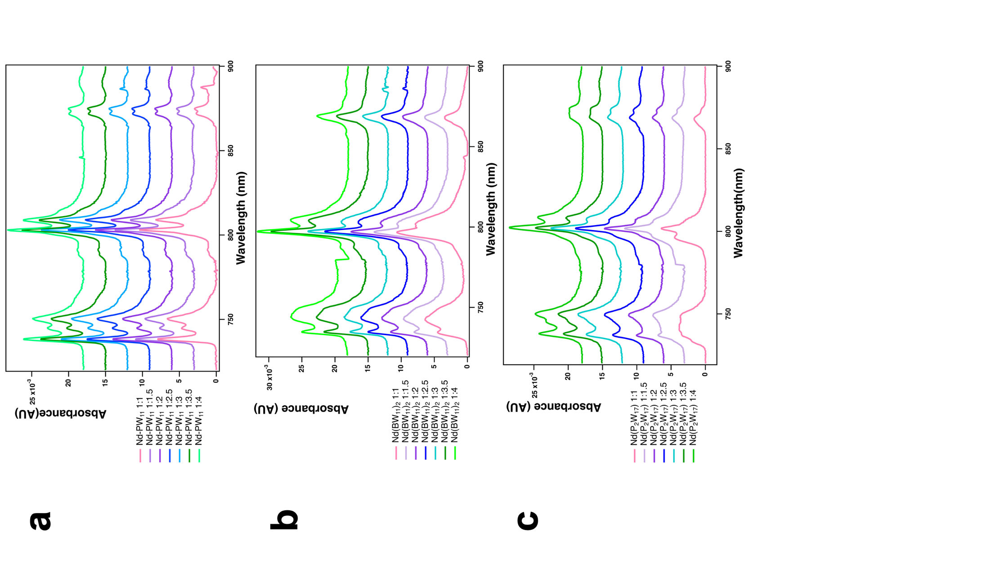 a
Absorbance(AU)
25 x10-3
20
15
10
5
0
750
800
850
900
Wavelength (nm)
Nd-PW11 1:1
Nd-PW11 1:1.5
Nd-PW11 1:2
Nd-PW11 1:2.5
Nd-PW11 1:3
Nd-PW11 1:3.5
Nd-PW11 1:4
b
Absorbance (AU)
30 x10-3
25
20
15
10
5
0
750
800
850
900
Wavelength (nm)
Nd(BW11)2 1:1
Nd(BW11)2 1:1.5
Nd(BW11)2 1:2
Nd(BW11)2 1:2.5
Nd(BW11)2 1:3
Nd(BW11)2 1:3.5
Nd(BW11)2 1:4
c
Absorbance (AU)
25 x10-3
20
15
10
5
0
750
800
850
900
Wavelength(nm)
Nd(P2W17) 1:1
Nd(P2W17) 1:1.5
Nd(P2W17) 1:2
Nd(P2W17) 1:2.5
Nd(P2W17) 1:3
Nd(P2W17) 1:3.5
Nd(P2W17) 1:4